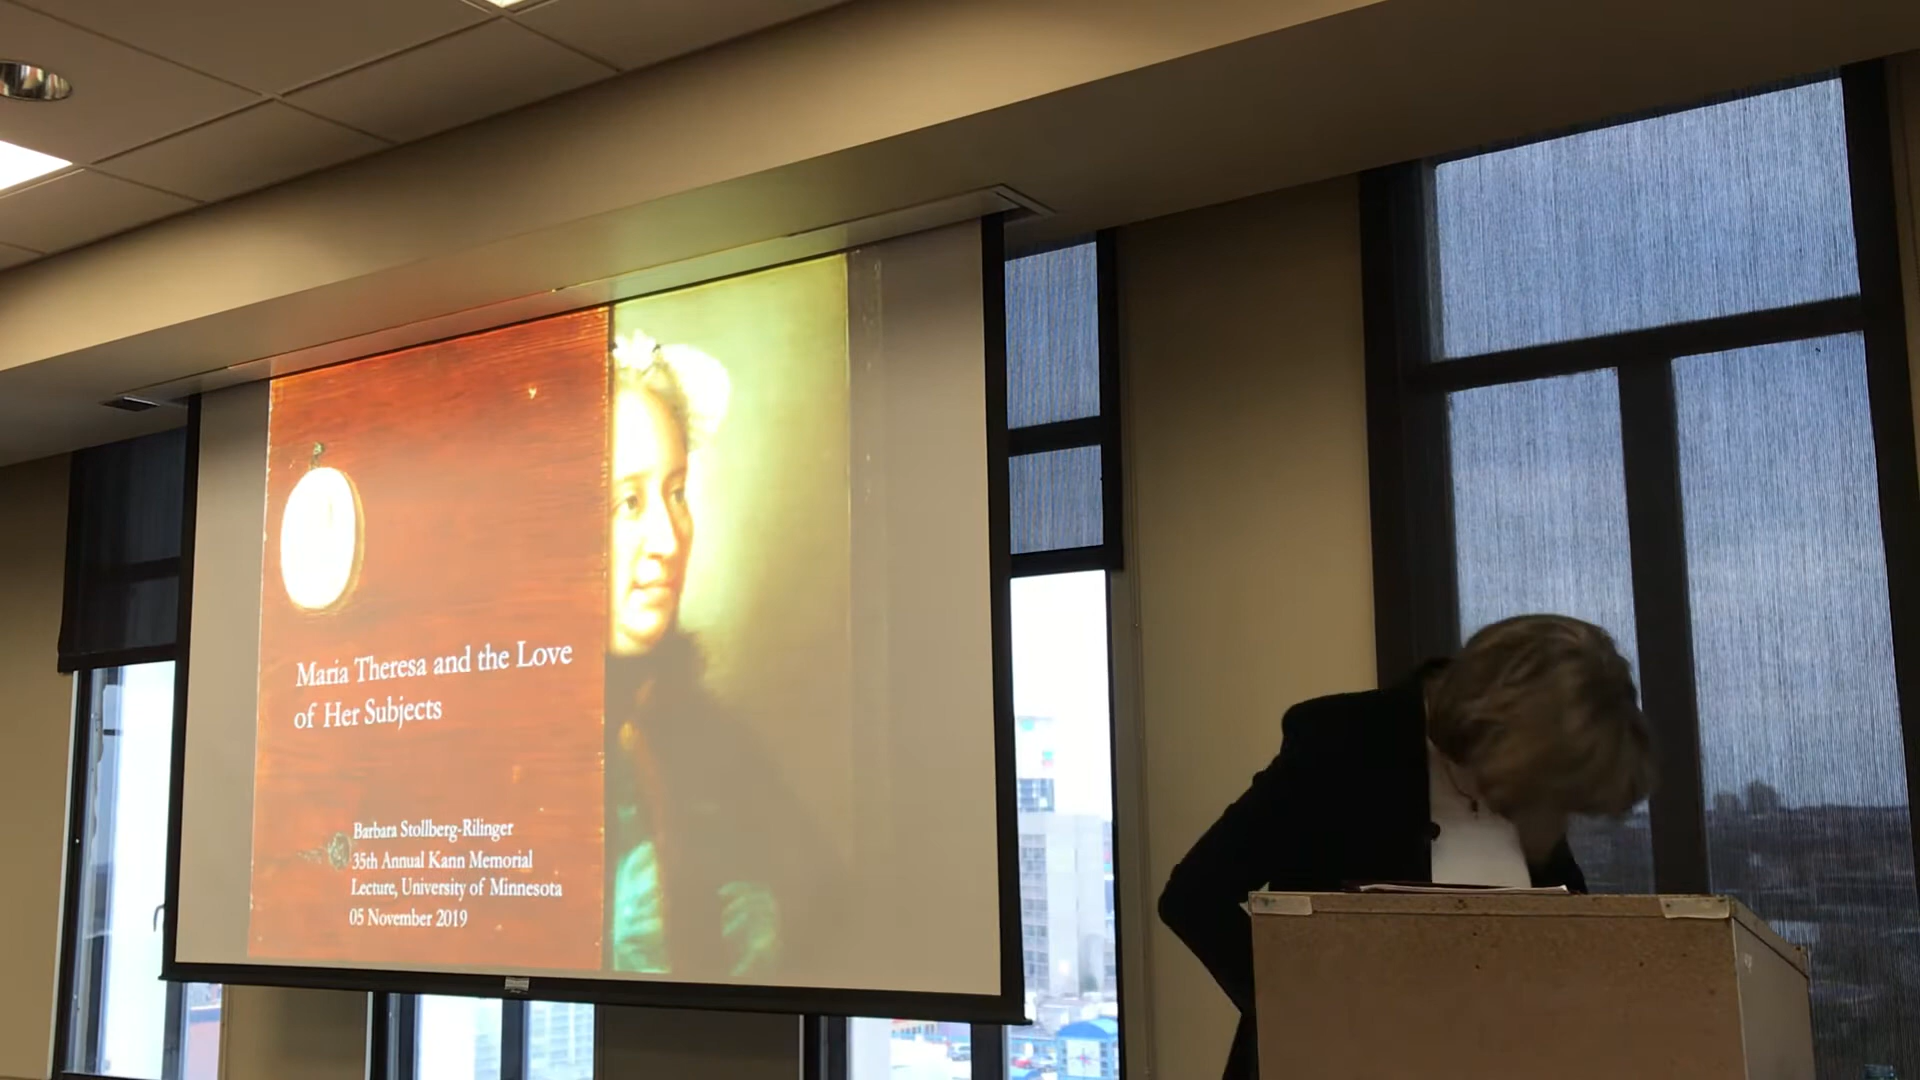 Maria Theresa and the Love
of Her Subjects
Barbara Stollberg-Rilinger
35th Annual Kann Memorial
Lecture, University of Minnesota
05 November 2019